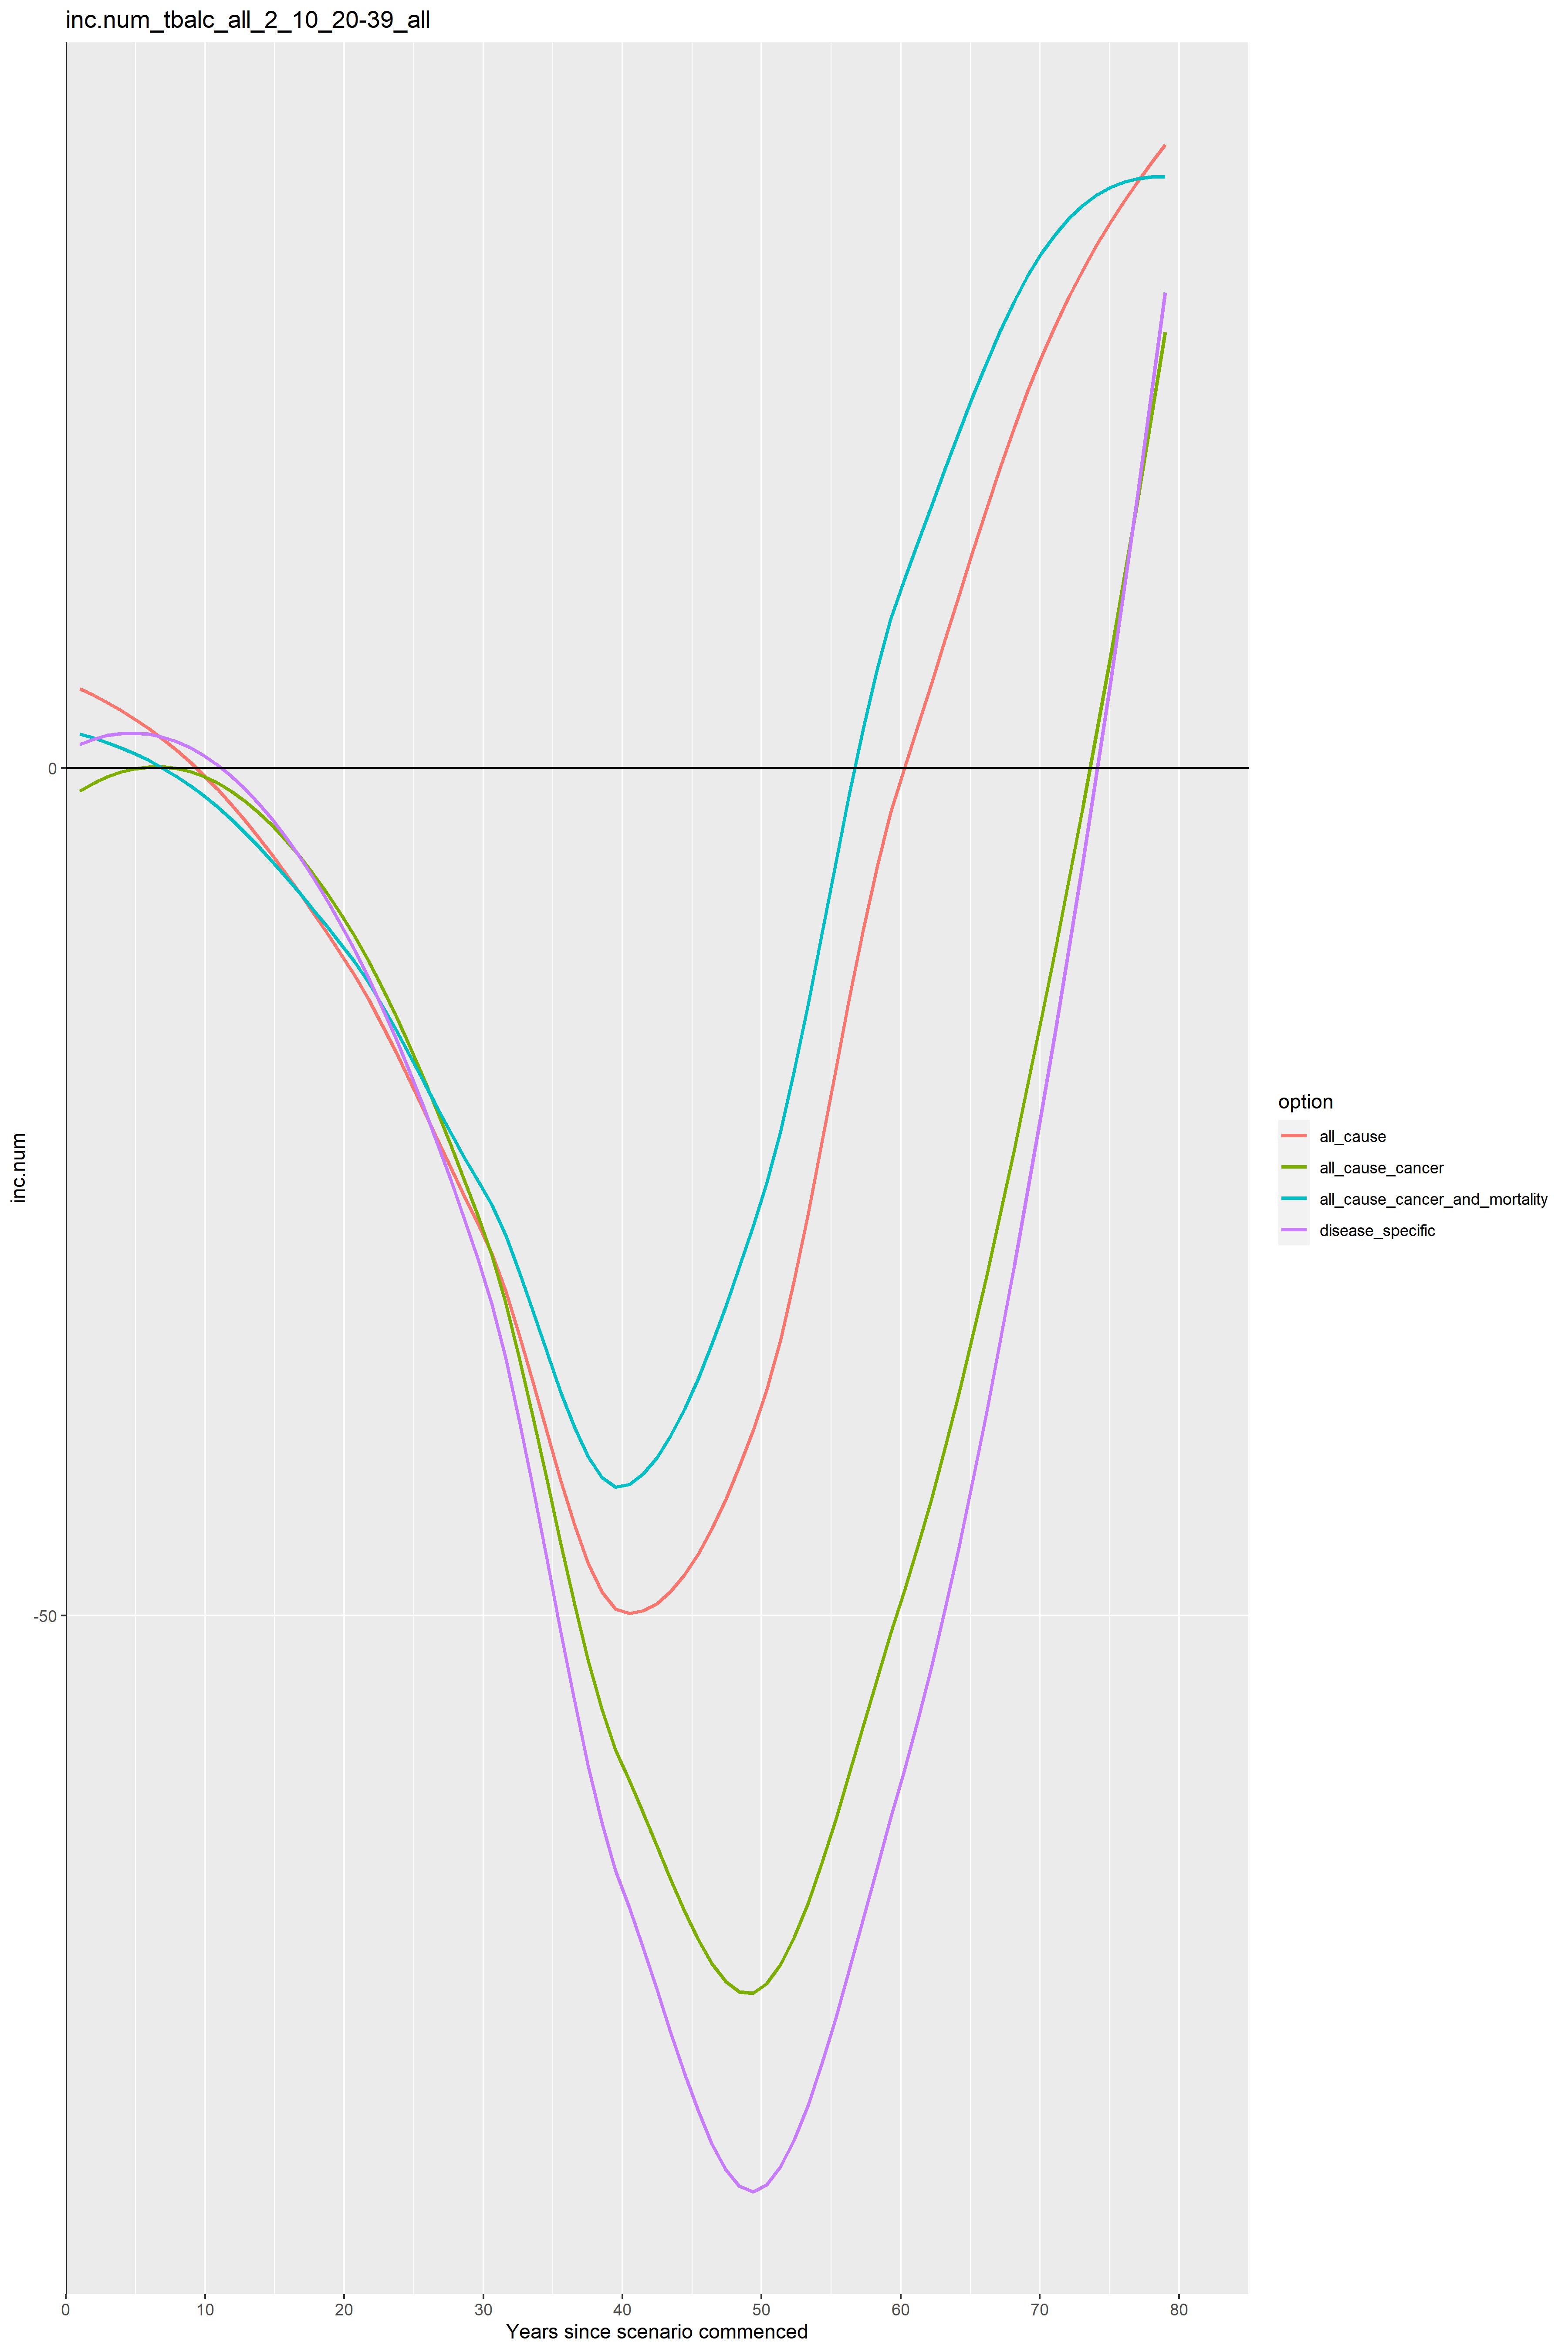 inc.num_tbalc_all_2_10_20-39_all
inc.num
0
-50
0 10 20 30 40 50 60 70 80
Years since scenario commenced
option
all_cause
all_cause_cancer
all_cause_cancer_and_mortality
disease_specific